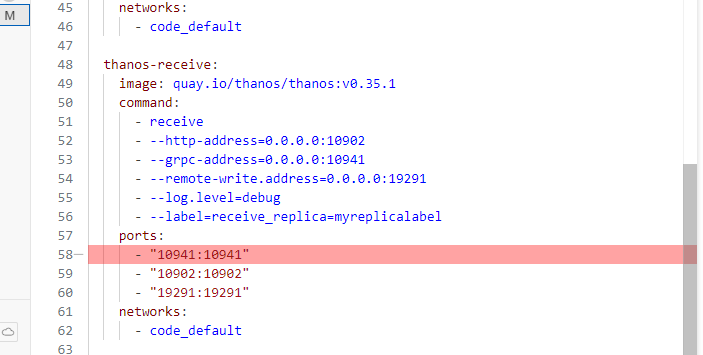 M
45 networks:
46 - code_default
47
48 thanos-receive:
49 image: quay.io/thanos/thanos:v0.35.1
50 command:
51 - receive
52 - --http-address=0.0.0.0:10902
53 - --grpc-address=0.0.0.0:10941
54 - --remote-write.address=0.0.0.0:19291
55 - --log.level=debug
56 - --label=receive_replica=myreplicalabel
57 ports:
58 - "10941:10941"
59 - "10902:10902"
60 - "19291:19291"
61 networks:
62 - code_default
63